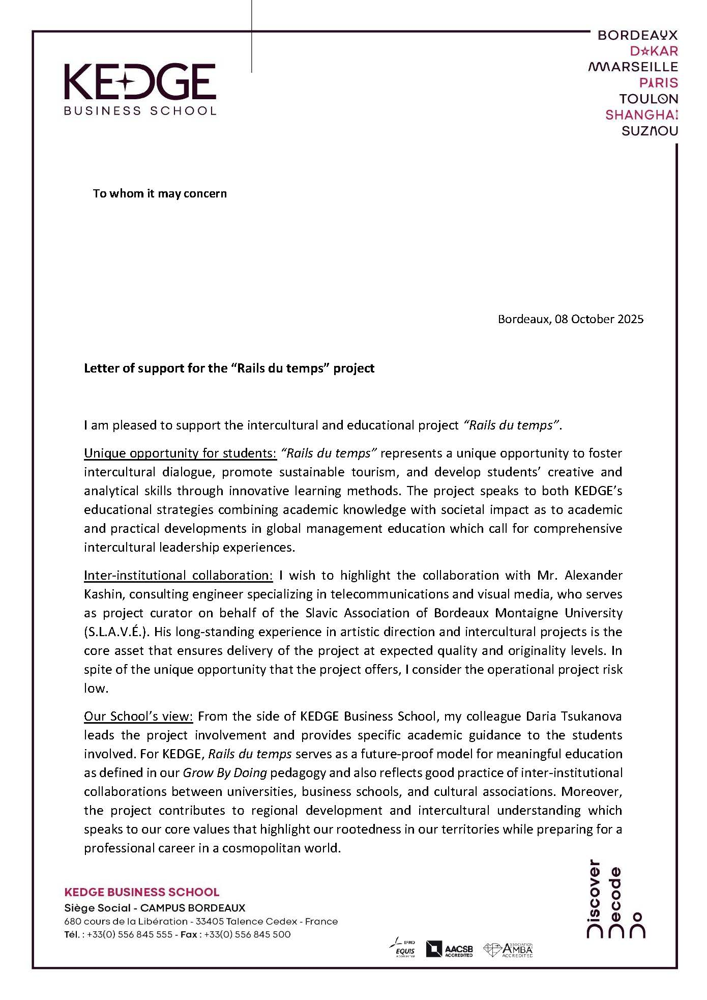 KEDGE
BUSINESS SCHOOL
BORDEAUX
DAKAR
MARSEILLE
PARIS
TOULON
SHANGHAI
SUZHOU
To whom it may concern
Bordeaux, 08 October 2025
Letter of support for the “Rails du temps” project
I am pleased to support the intercultural and educational project “Rails du temps”.
Unique opportunity for students: “Rails du temps” represents a unique opportunity to foster
intercultural dialogue, promote sustainable tourism, and develop students’ creative and
analytical skills through innovative learning methods. The project speaks to both KEDGE’s
educational strategies combining academic knowledge with societal impact as to academic
and practical developments in global management education which call for comprehensive
intercultural leadership experiences.
Inter-institutional collaboration: I wish to highlight the collaboration with Mr. Alexander
Kashin, consulting engineer specializing in telecommunications and visual media, who serves
as project curator on behalf of the Slavic Association of Bordeaux Montaigne University
(S.L.A.V.É.). His long-standing experience in artistic direction and intercultural projects is the
core asset that ensures delivery of the project at expected quality and originality levels. In
spite of the unique opportunity that the project offers, I consider the operational project risk
low.
Our School’s view: From the side of KEDGE Business School, my colleague Daria Tsukanova
leads the project involvement and provides specific academic guidance to the students
involved. For KEDGE, Rails du temps serves as a future-proof model for meaningful education
as defined in our Grow By Doing pedagogy and also reflects good practice of inter-institutional
collaborations between universities, business schools, and cultural associations. Moreover,
the project contributes to regional development and intercultural understanding which
speaks to our core values that highlight our rootedness in our territories while preparing for a
professional career in a cosmopolitan world.
KEDGE BUSINESS SCHOOL
Siège Social - CAMPUS BORDEAUX
680 cours de la Libération - 33405 Talence Cedex - France
Tél. : +33(0) 556 845 555 - Fax : +33(0) 556 845 500
EFMD
EQUIS
ACCREDITED
AACSB
ACCREDITED
ASSOCIATION
AMBA
ACCREDITED
Discover
Decode
Do